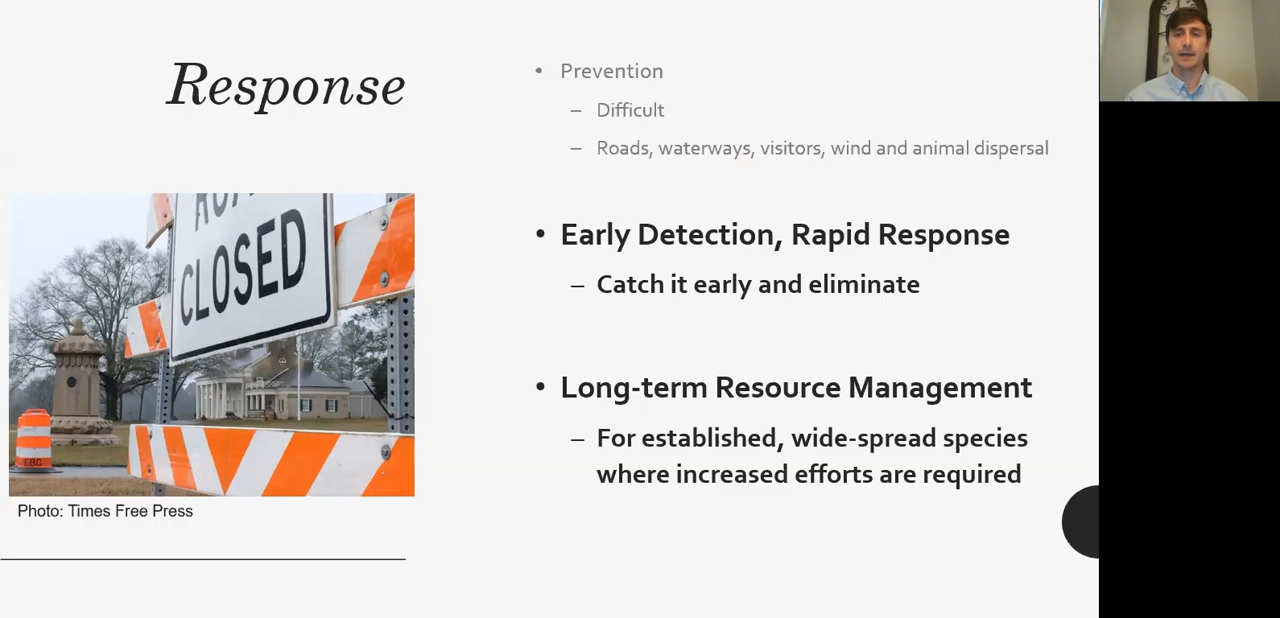 Response
• Prevention
– Difficult
– Roads, waterways, visitors, wind and animal dispersal
• Early Detection, Rapid Response
– Catch it early and eliminate
• Long-term Resource Management
– For established, wide-spread species
where increased efforts are required
CLOSED
EBC
Photo: Times Free Press